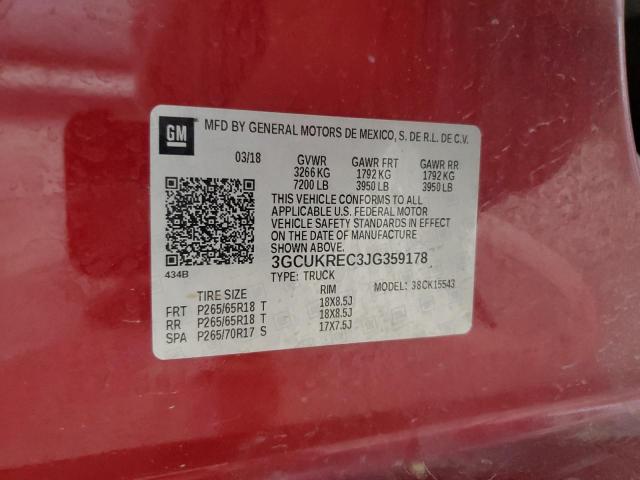 GM
MFD BY GENERAL MOTORS DE MEXICO, S. DE R.L. DE C.V.
03/18 GVWR GAWR FRT GAWR RR
3266 KG 1792 KG 1792 KG
7200 LB 3950 LB 3950 LB
THIS VEHICLE CONFORMS TO ALL
APPLICABLE U.S. FEDERAL MOTOR
VEHICLE SAFETY STANDARDS IN EFFECT
ON THE DATE OF MANUFACTURE
SHOWN ABOVE.
434B
3GCUKREC3JG359178
TYPE: TRUCK MODEL: 38CK15543
TIRE SIZE RIM
FRT P265/65R18 T 18X8.5J
RR P265/65R18 T 18X8.5J
SPA P265/70R17 S 17X7.5J